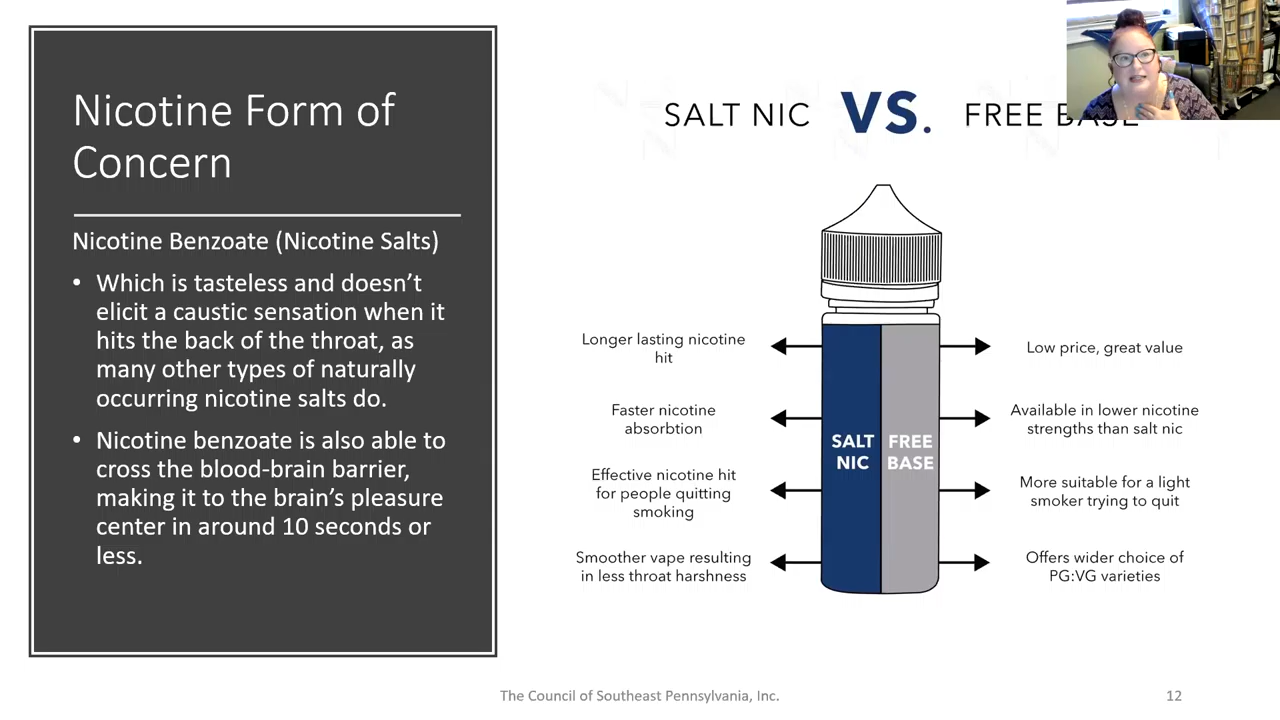 Nicotine Form of
Concern
Nicotine Benzoate (Nicotine Salts)
• Which is tasteless and doesn’t
elicit a caustic sensation when it
hits the back of the throat, as
many other types of naturally
occurring nicotine salts do.
• Nicotine benzoate is also able to
cross the blood-brain barrier,
making it to the brain’s pleasure
center in around 10 seconds or
less.
SALT NIC VS. FREE BASE
Longer lasting nicotine
hit
Faster nicotine
absorbtion
Effective nicotine hit
for people quitting
smoking
Smoother vape resulting
in less throat harshness
SALT
NIC
FREE
BASE
Low price, great value
Available in lower nicotine
strengths than salt nic
More suitable for a light
smoker trying to quit
Offers wider choice of
PG:VG varieties
The Council of Southeast Pennsylvania, Inc.
12